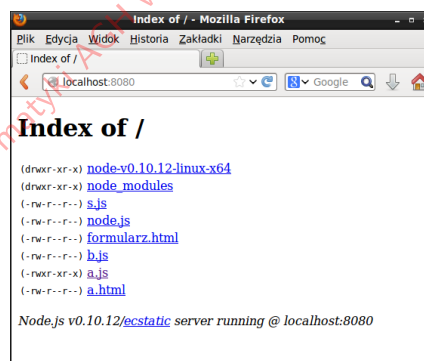 Index of / - Mozilla Firefox
Plik Edycja Widok Historia Zakładki Narzędzia Pomoc
Index of /
localhost:8080 Google
Index of /
(drwxr-xr-x) node-v0.10.12-linux-x64
(drwxr-xr-x) node_modules
(-rw-r--r--) s.js
(-rw-r--r--) node.js
(-rw-r--r--) formularz.html
(-rw-r--r--) b.js
(-rwxr-xr-x) a.js
(-rw-r--r--) a.html
Node.js v0.10.12/ecstatic server running @ localhost:8080
matyki AGH